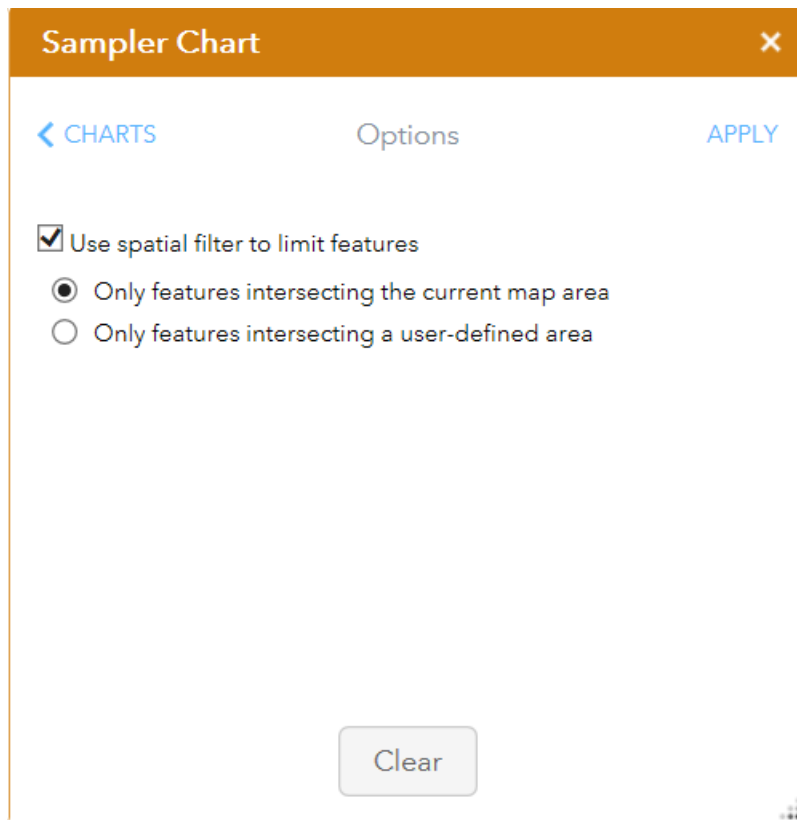 Sampler Chart
CHARTS Options APPLY
Use spatial filter to limit features
Only features intersecting the current map area
Only features intersecting a user-defined area
Clear